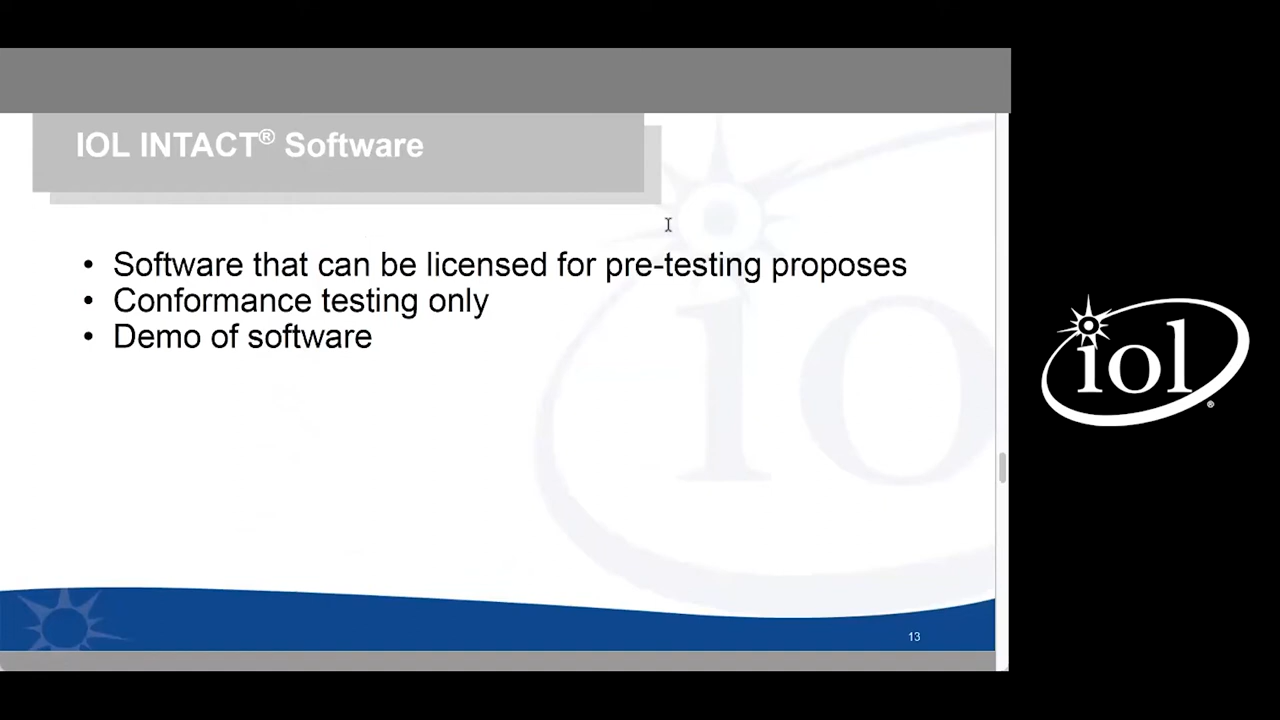 IOL INTACT® Software
• Software that can be licensed for pre-testing proposes
• Conformance testing only
• Demo of software
iol
iol®
13